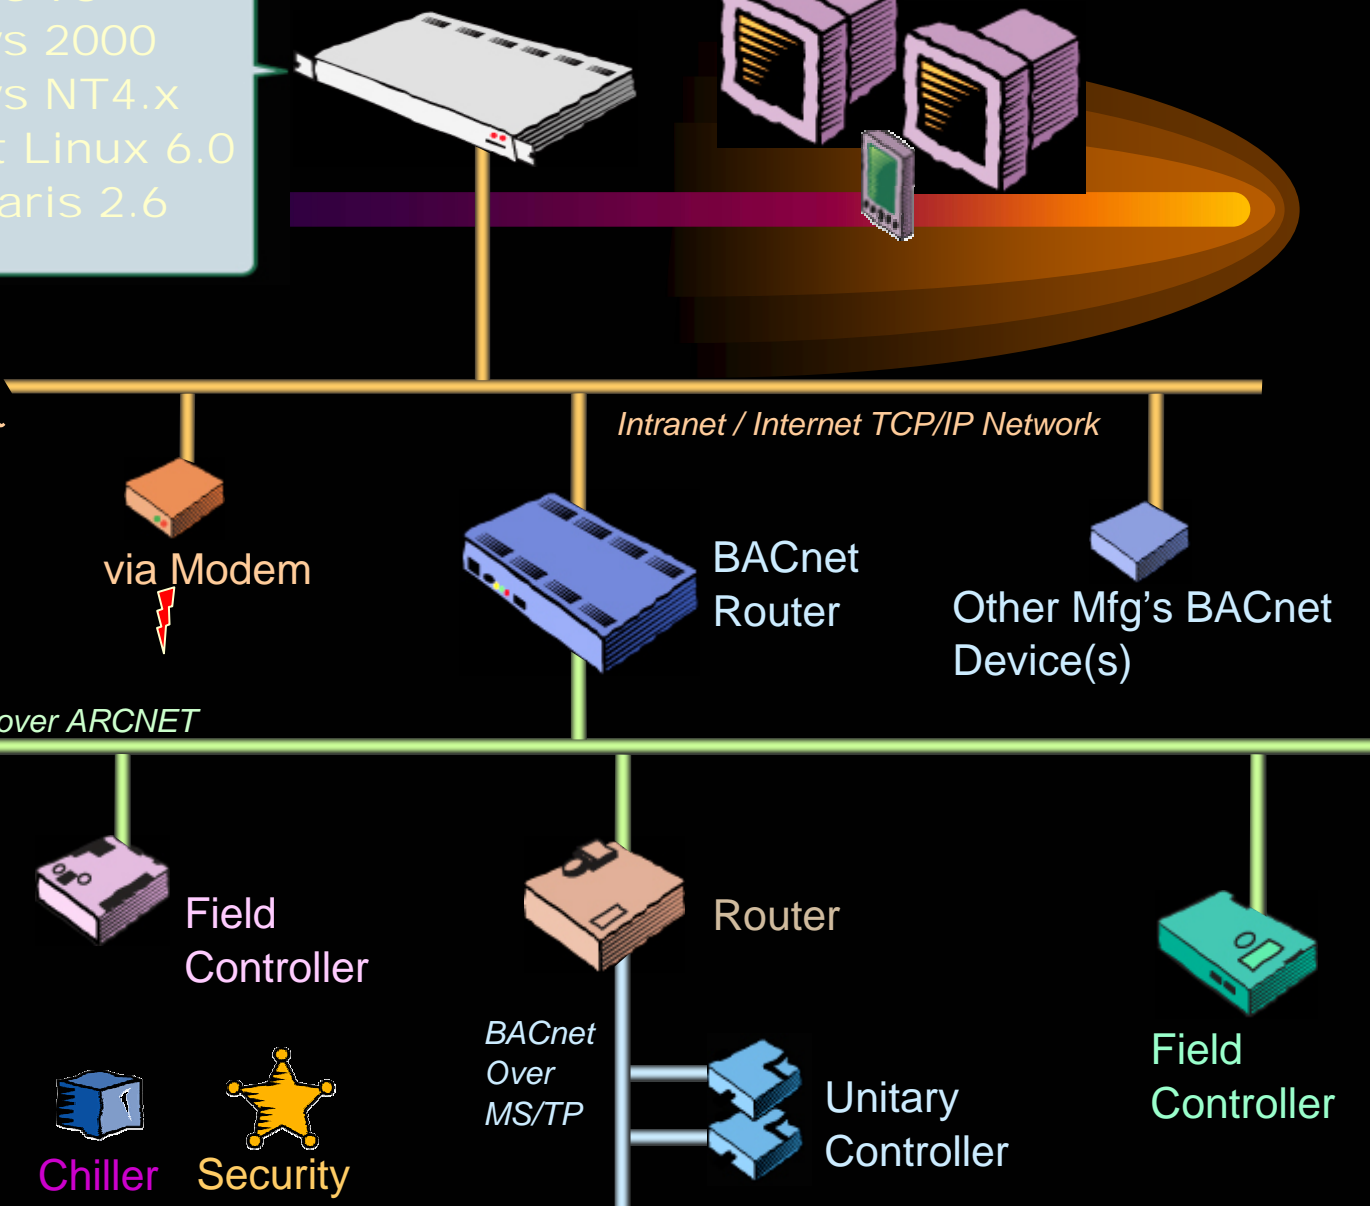 2000
NT4.x
Linux 6.0
2.6
Intranet / Internet TCP/IP Network
via Modem
BACnet
Router
Other Mfg’s BACnet
Device(s)
over ARCNET
Field
Controller
Router
BACnet
Over
MS/TP
Unitary
Controller
Field
Controller
Chiller
Security